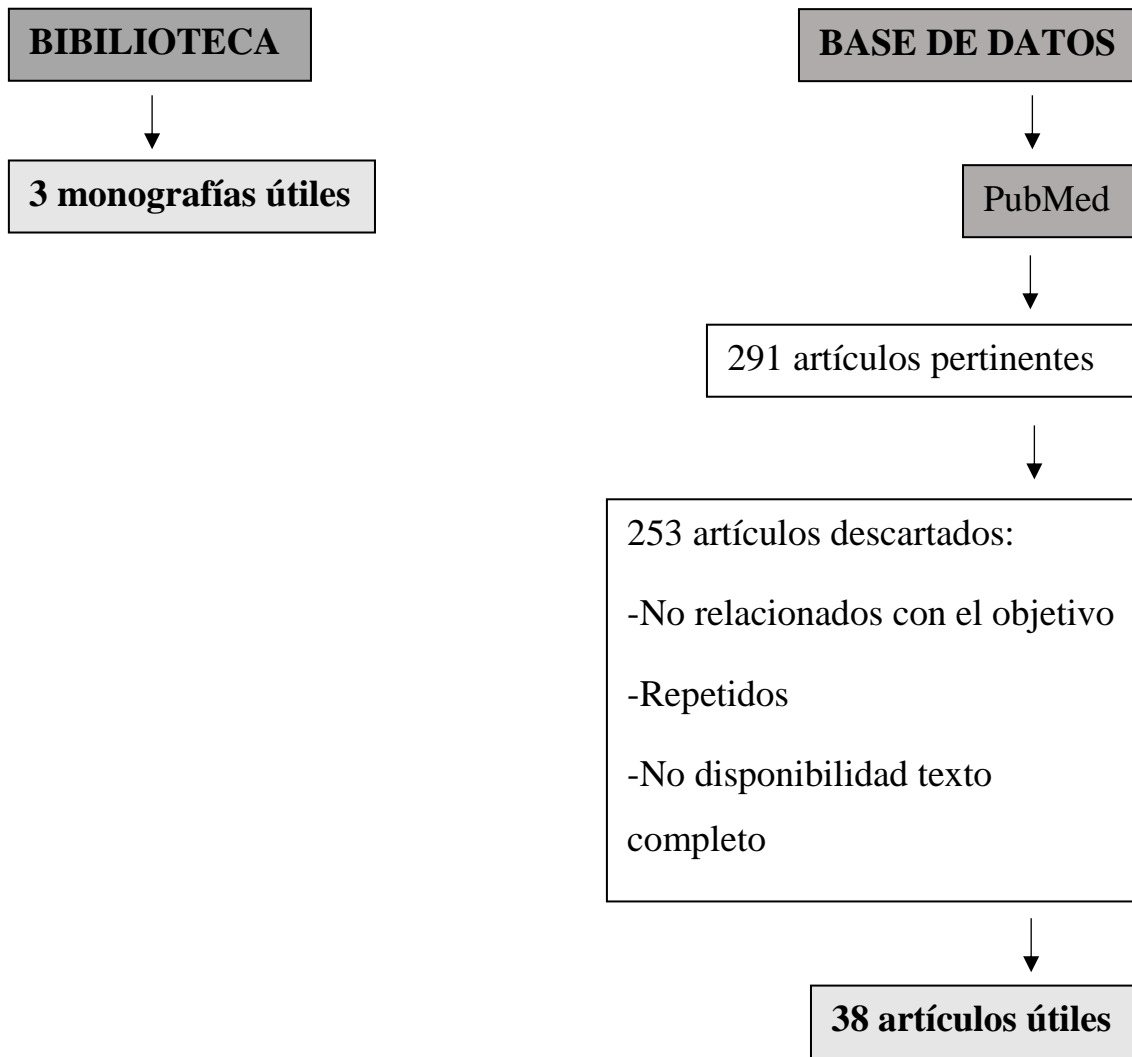 BIBILIOTECA
3 monografías útiles
BASE DE DATOS
PubMed
291 artículos pertinentes
253 artículos descartados:
-No relacionados con el objetivo
-Repetidos
-No disponibilidad texto
completo
38 artículos útiles